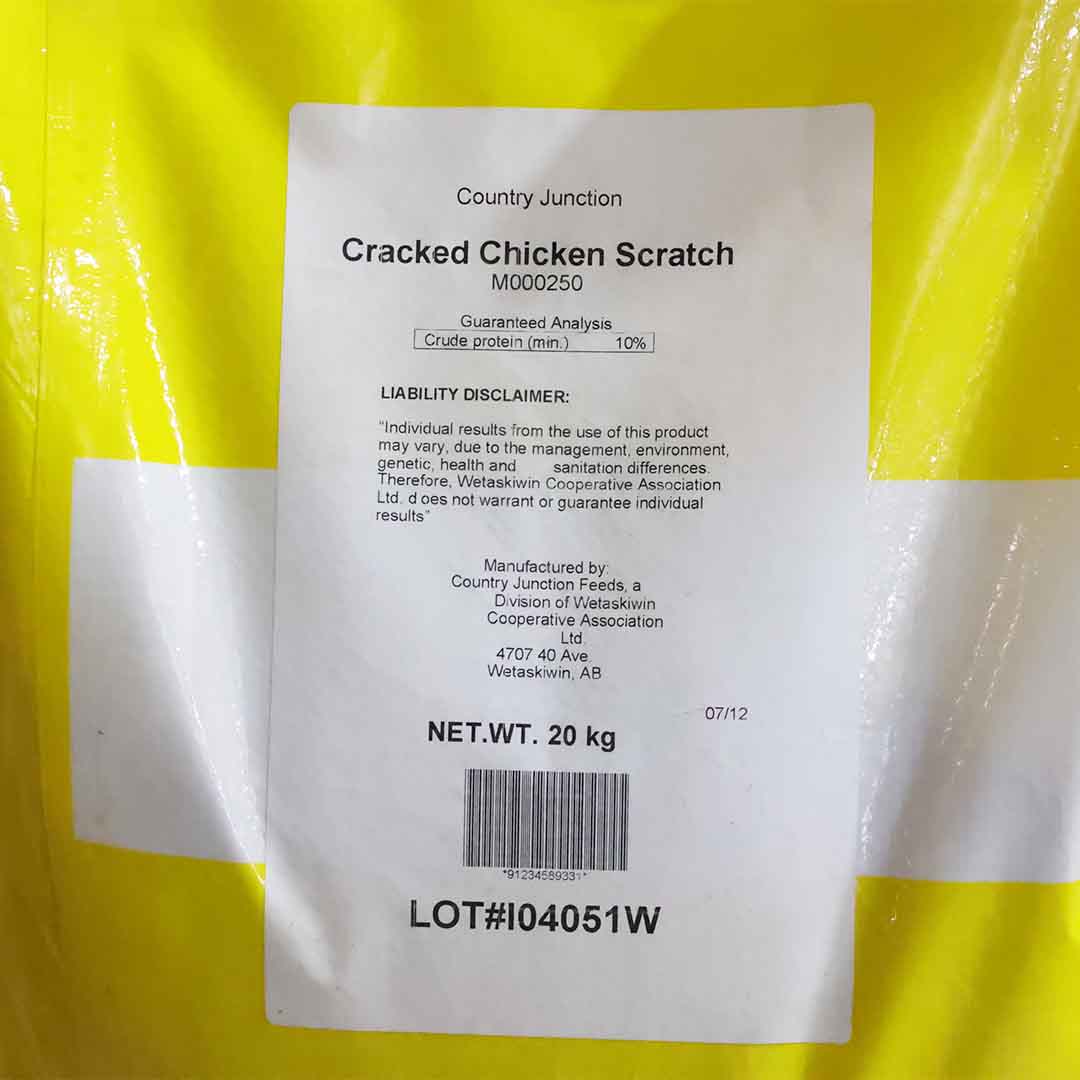 Country Junction
Cracked Chicken Scratch
M000250
Guaranteed Analysis
Crude protein (min.) 10%
LIABILITY DISCLAIMER:
"Individual results from the use of this product
may vary, due to the management, environment,
genetic, health and sanitation differences.
Therefore, Wetaskiwin Cooperative Association
Ltd. d oes not warrant or guarantee individual
results"
Manufactured by:
Country Junction Feeds, a
Division of Wetaskiwin
Cooperative Association
Ltd.
4707 40 Ave
Wetaskiwin, AB
07/12
NET.WT. 20 kg
*91234589331*
LOT#I04051W